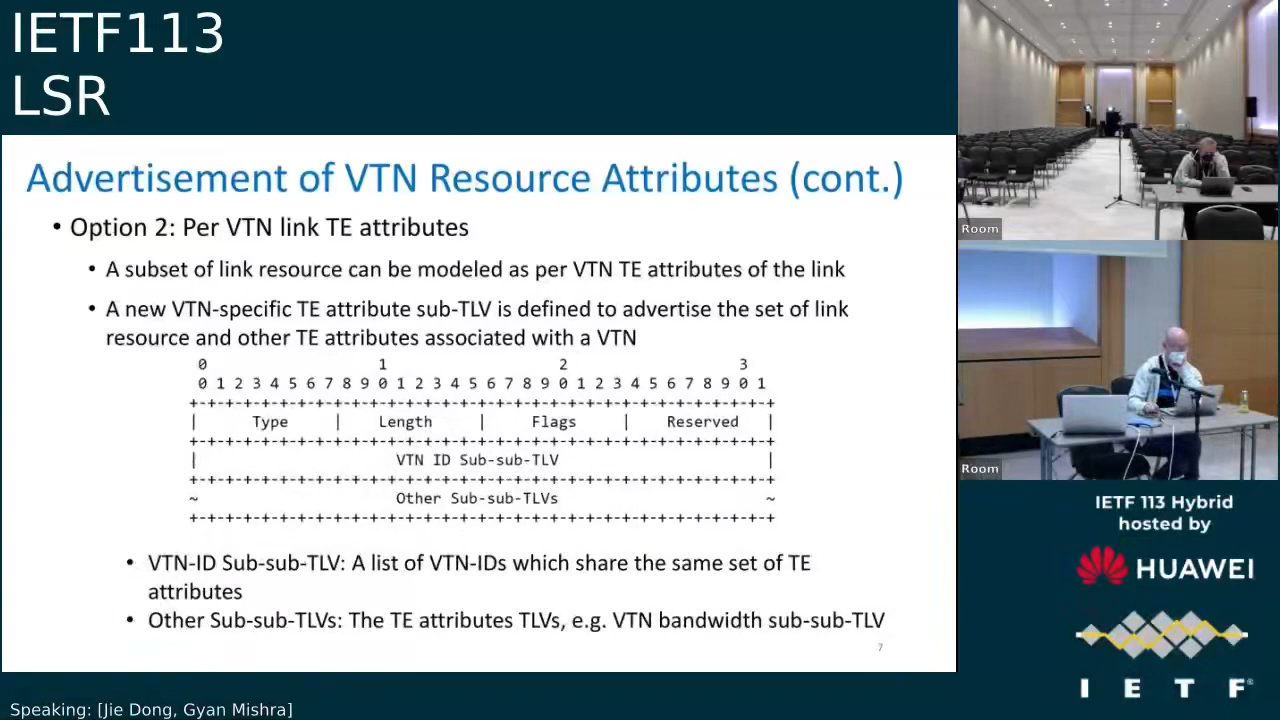 IETF113
LSR
Advertisement of VTN Resource Attributes (cont.)
• Option 2: Per VTN link TE attributes
• A subset of link resource can be modeled as per VTN TE attributes of the link
• A new VTN-specific TE attribute sub-TLV is defined to advertise the set of link
resource and other TE attributes associated with a VTN
0 1 2 3
0 1 2 3 4 5 6 7 8 9 0 1 2 3 4 5 6 7 8 9 0 1 2 3 4 5 6 7 8 9 0 1
+-+-+-+-+-+-+-+-+-+-+-+-+-+-+-+-+-+-+-+-+-+-+-+-+-+-+-+-+-+-+-+-+
| Type | Length | Flags | Reserved |
+-+-+-+-+-+-+-+-+-+-+-+-+-+-+-+-+-+-+-+-+-+-+-+-+-+-+-+-+-+-+-+-+
| VTN ID Sub-sub-TLV |
+-+-+-+-+-+-+-+-+-+-+-+-+-+-+-+-+-+-+-+-+-+-+-+-+-+-+-+-+-+-+-+-+
~ Other Sub-sub-TLVs ~
+-+-+-+-+-+-+-+-+-+-+-+-+-+-+-+-+-+-+-+-+-+-+-+-+-+-+-+-+-+-+-+-+
• VTN-ID Sub-sub-TLV: A list of VTN-IDs which share the same set of TE
attributes
• Other Sub-sub-TLVs: The TE attributes TLVs, e.g. VTN bandwidth sub-sub-TLV
7
Speaking: [Jie Dong, Gyan Mishra]
Room
Room
IETF 113 Hybrid
hosted by
HUAWEI
I E T F®